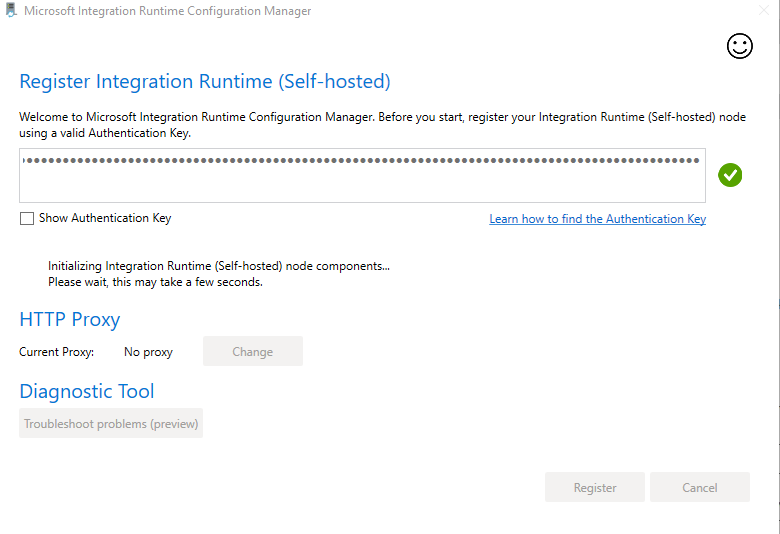 Microsoft Integration Runtime Configuration Manager
Register Integration Runtime (Self-hosted)
Welcome to Microsoft Integration Runtime Configuration Manager. Before you start, register your Integration Runtime (Self-hosted) node
using a valid Authentication Key.
Show Authentication Key
Learn how to find the Authentication Key
Initializing Integration Runtime (Self-hosted) node components...
Please wait, this may take a few seconds.
HTTP Proxy
Current Proxy: No proxy Change
Diagnostic Tool
Troubleshoot problems (preview)
Register Cancel